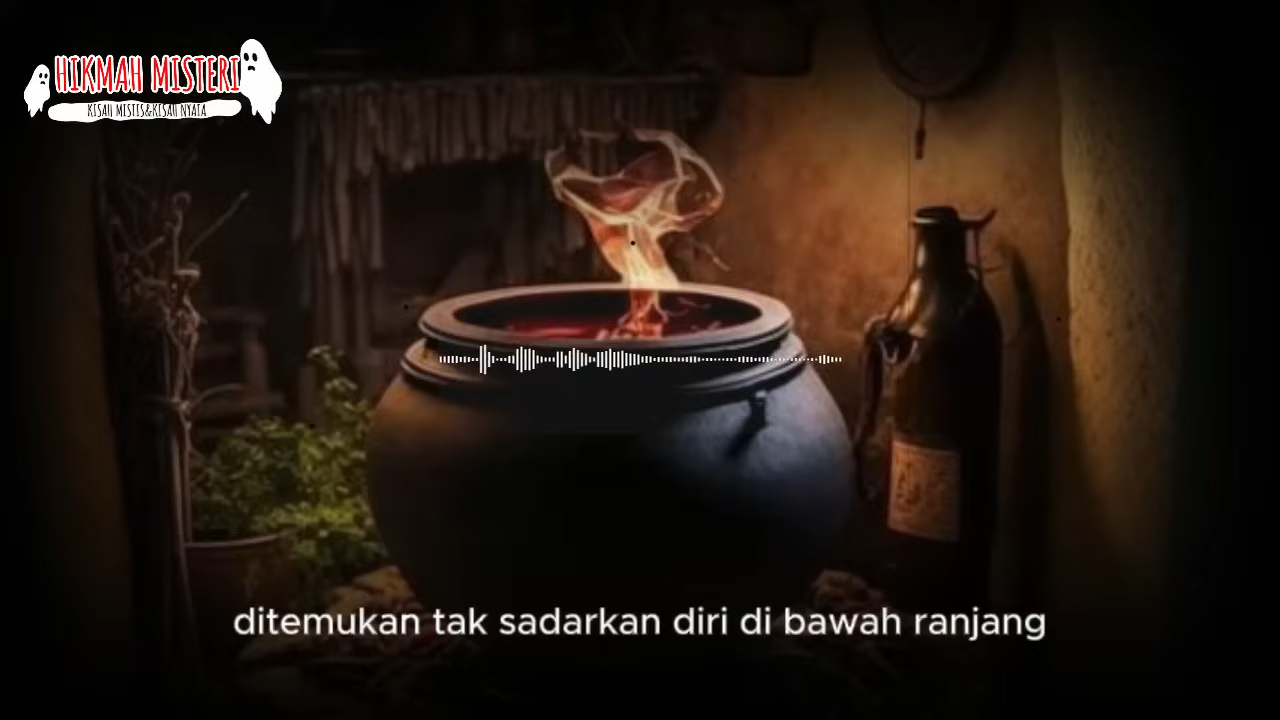 HIKMAH MISTERI
KISAH MISTIS&KISAH NYATA
ditemukan tak sadarkan diri di bawah ranjang